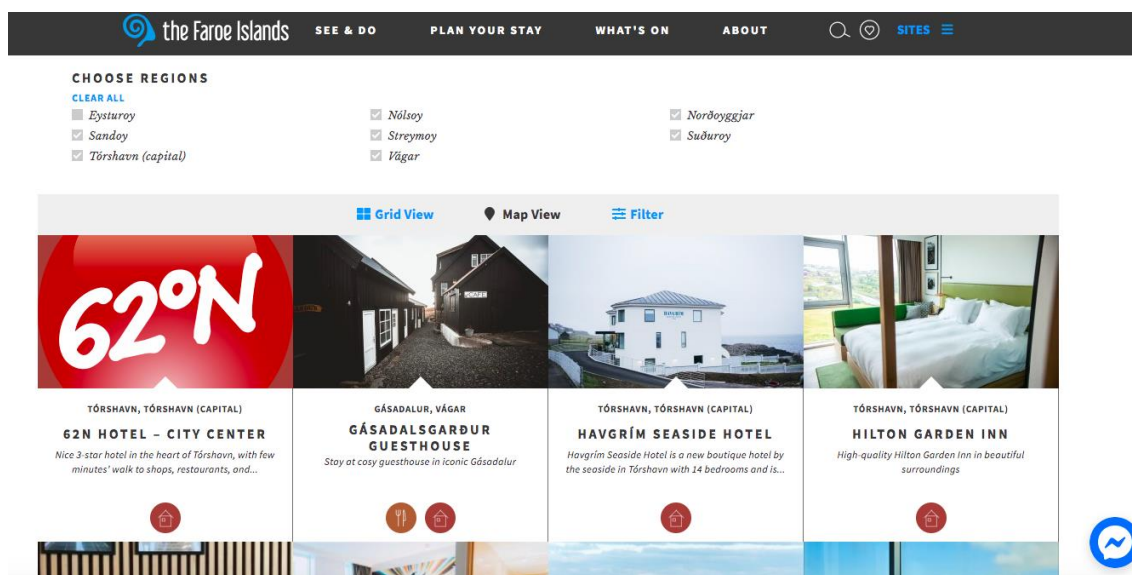 the Faroe Islands SEE & DO PLAN YOUR STAY WHAT'S ON ABOUT SITES
CHOOSE REGIONS
CLEAR ALL
Eysturoy Nólsoy Norðoyggjar
Sandoy Streymoy Suðuroy
Tórshavn (capital) Vágar
Grid View Map View Filter
62°N
CAFE
HAVGRÍM
TÓRSHAVN, TÓRSHAVN (CAPITAL)
62N HOTEL – CITY CENTER
Nice 3-star hotel in the heart of Tórshavn, with few
minutes' walk to shops, restaurants, and...
GÁSADALUR, VÁGAR
GÁSADALSGARÐUR
GUESTHOUSE
Stay at cosy guesthouse in iconic Gásadalur
TÓRSHAVN, TÓRSHAVN (CAPITAL)
HAVGRÍM SEASIDE HOTEL
Havgrím Seaside Hotel is a new boutique hotel by
the seaside in Tórshavn with 14 bedrooms and is...
TÓRSHAVN, TÓRSHAVN (CAPITAL)
HILTON GARDEN INN
High-quality Hilton Garden Inn in beautiful
surroundings